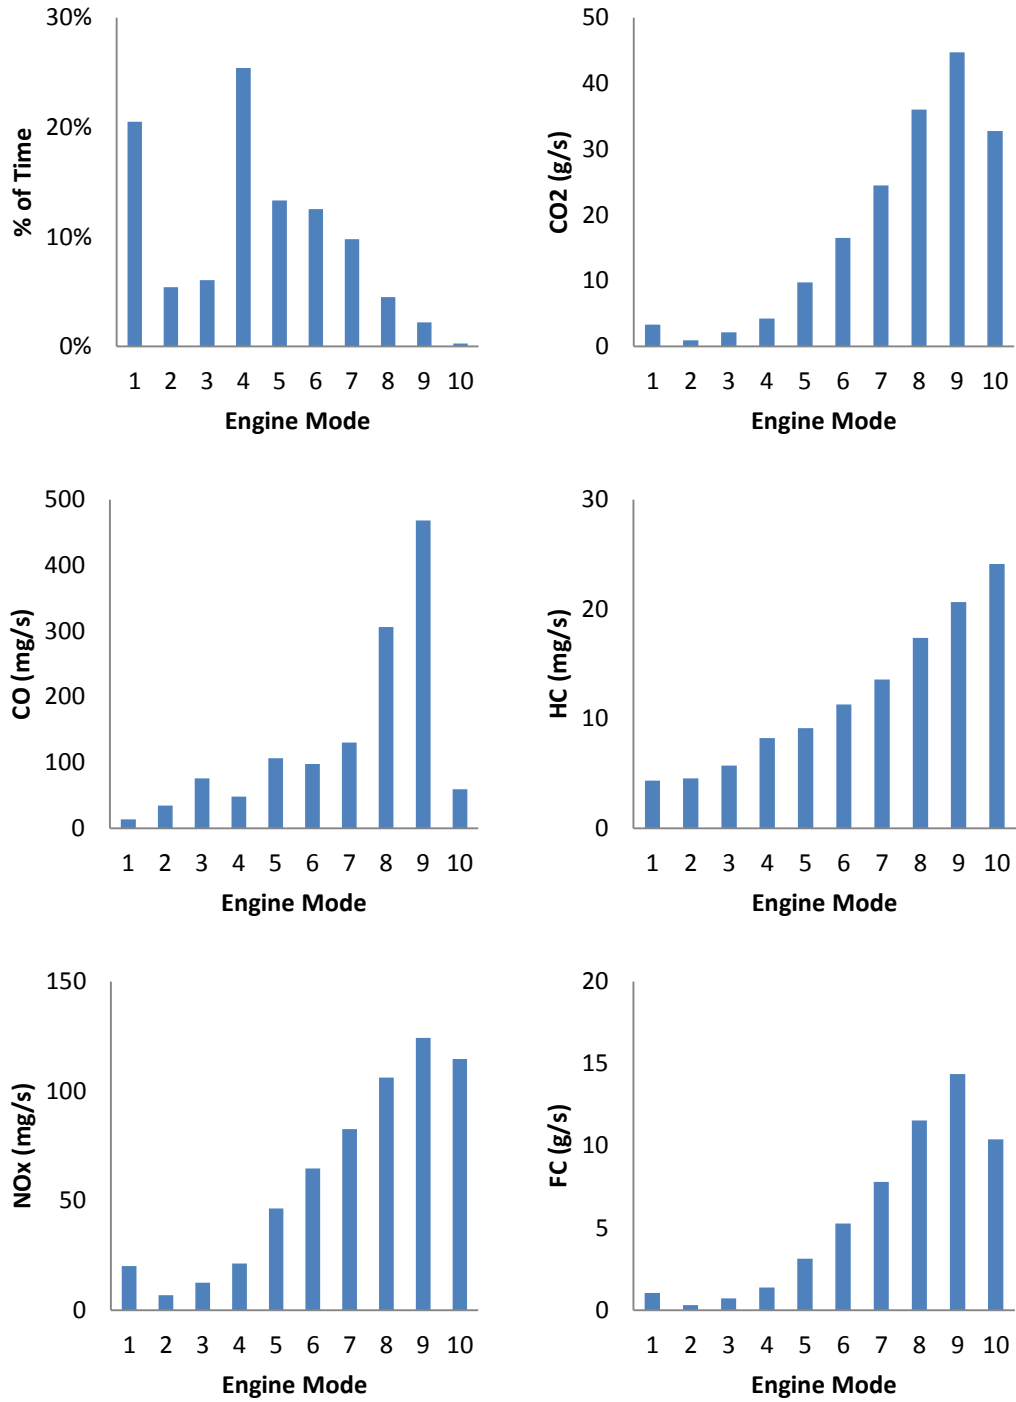 30%
20%
10%
0%
% of Time
1 2 3 4 5 6 7 8 9 10
Engine Mode
50
40
30
20
10
0
CO2 (g/s)
1 2 3 4 5 6 7 8 9 10
Engine Mode
500
400
300
200
100
0
CO (mg/s)
1 2 3 4 5 6 7 8 9 10
Engine Mode
30
20
10
0
HC (mg/s)
1 2 3 4 5 6 7 8 9 10
Engine Mode
150
100
50
0
NOx (mg/s)
1 2 3 4 5 6 7 8 9 10
Engine Mode
20
15
10
5
0
FC (g/s)
1 2 3 4 5 6 7 8 9 10
Engine Mode